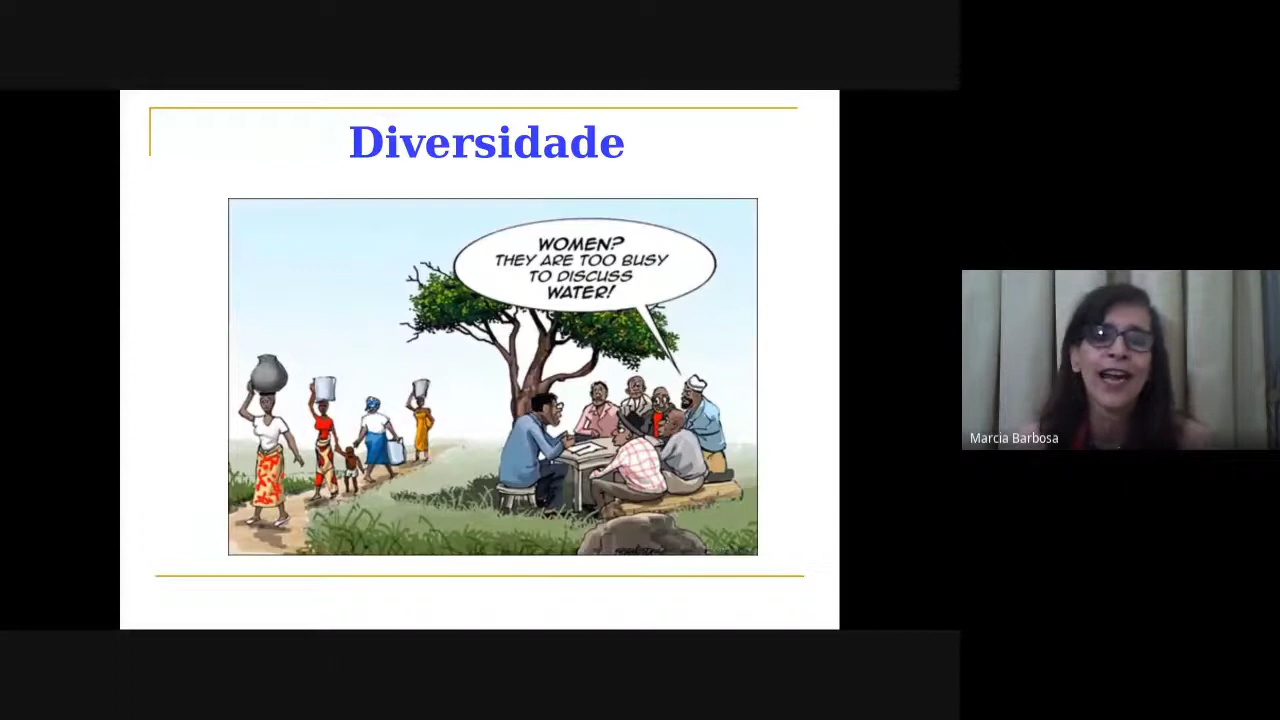 Diversidade
WOMEN?
THEY ARE TOO BUSY
TO DISCUSS
WATER!
Marcia Barbosa